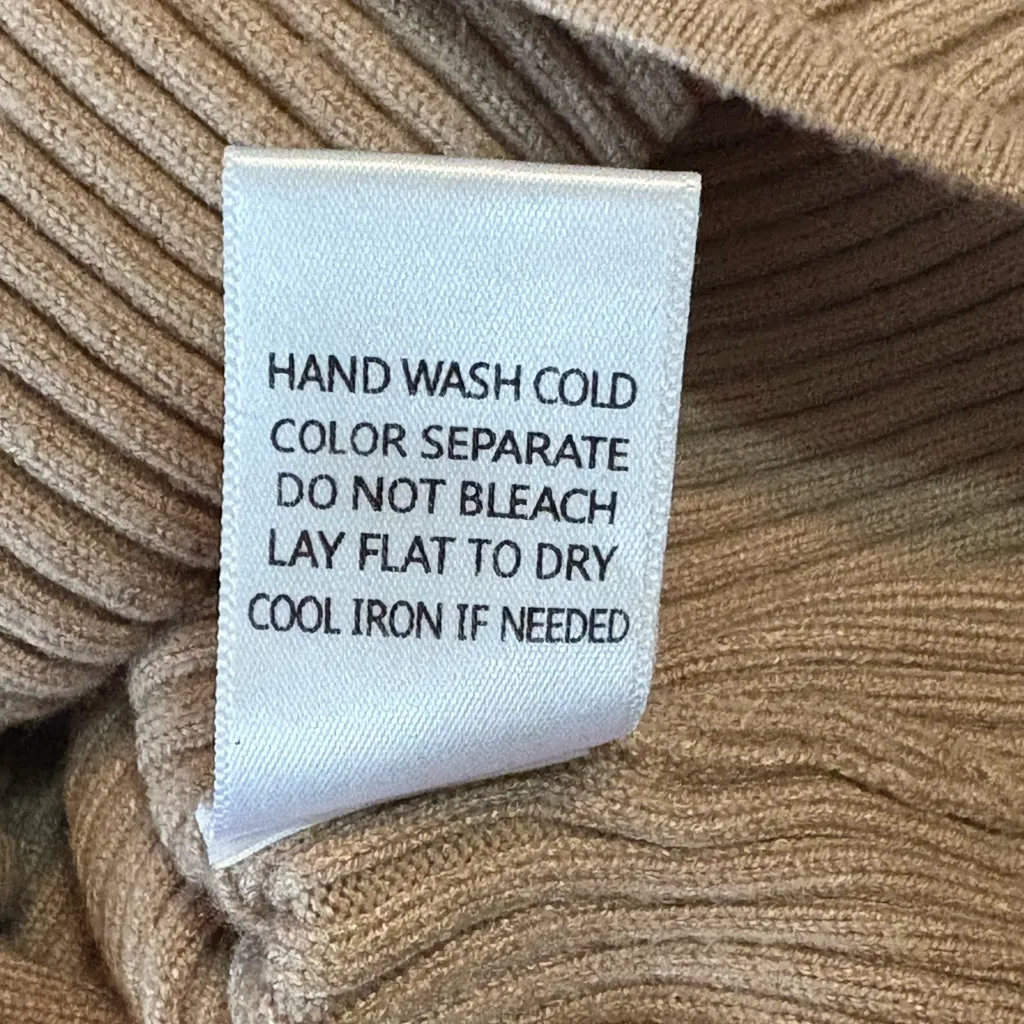 HAND WASH COLD
COLOR SEPARATE
DO NOT BLEACH
LAY FLAT TO DRY
COOL IRON IF NEEDED